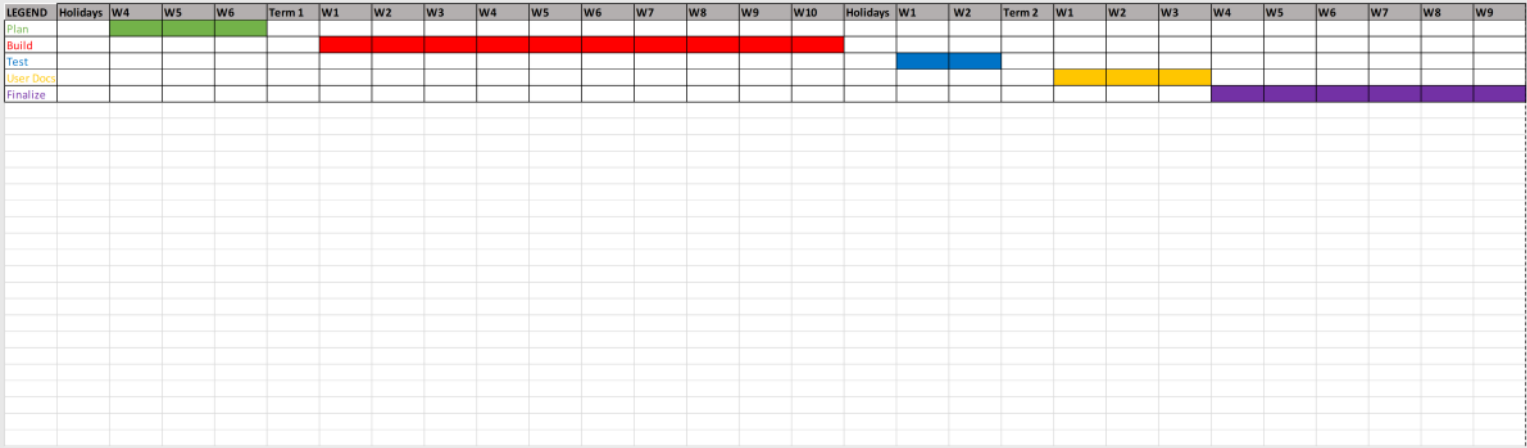 LEGEND Holidays W4 W5 W6 Term 1 W1 W2 W3 W4 W5 W6 W7 W8 W9 W10 Holidays W1 W2 Term 2 W1 W2 W3 W4 W5 W6 W7 W8 W9
Plan
Build
Test
User Docs
Finalize